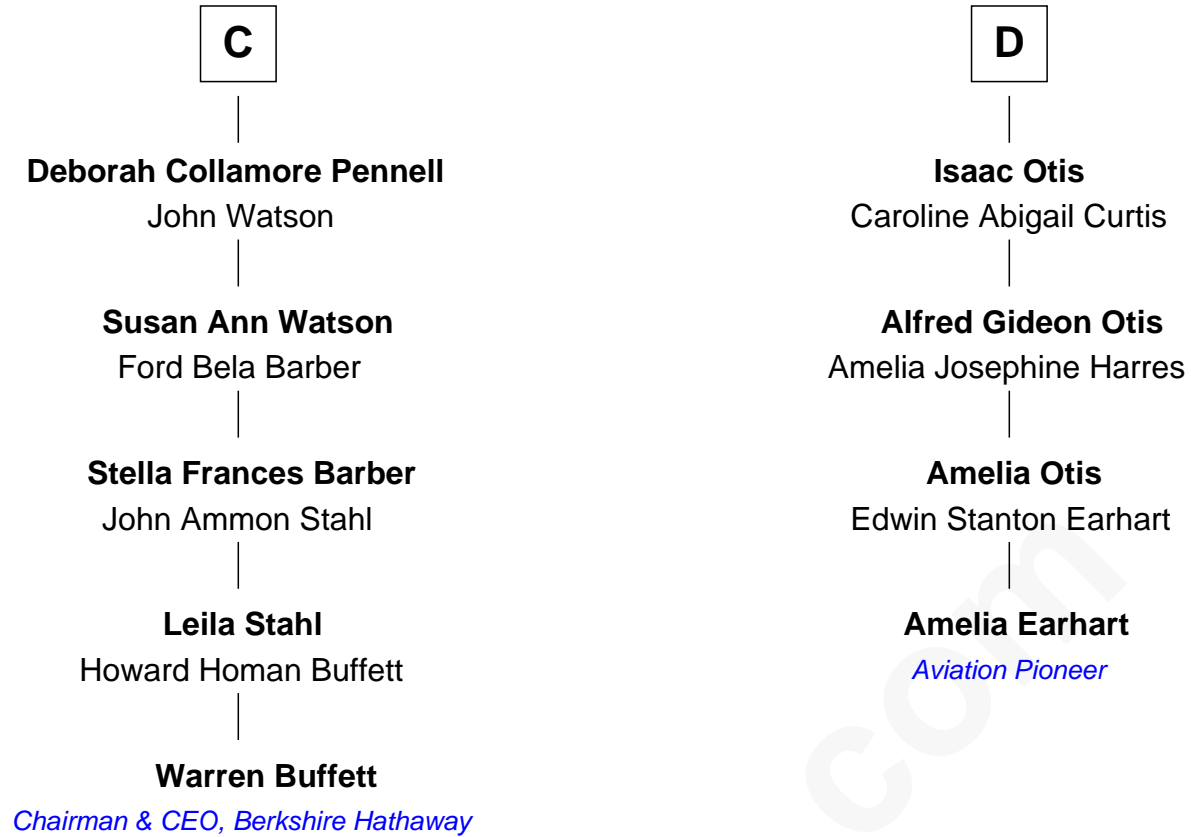 C
Deborah Collamore Pennell
John Watson
Susan Ann Watson
Ford Bela Barber
Stella Frances Barber
John Ammon Stahl
Leila Stahl
Howard Homan Buffett
Warren Buffett
Chairman & CEO, Berkshire Hathaway
D
Isaac Otis
Caroline Abigail Curtis
Alfred Gideon Otis
Amelia Josephine Harres
Amelia Otis
Edwin Stanton Earhart
Amelia Earhart
Aviation Pioneer
com